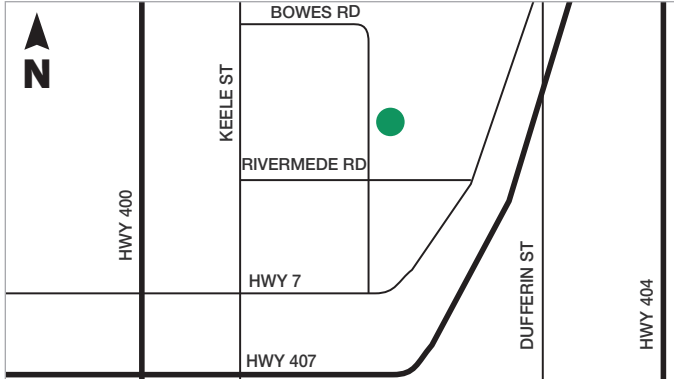 BOWES RD
N
KEELE ST
RIVERMEDE RD
HWY 400
HWY 7
DUFFERIN ST
HWY 404
HWY 407